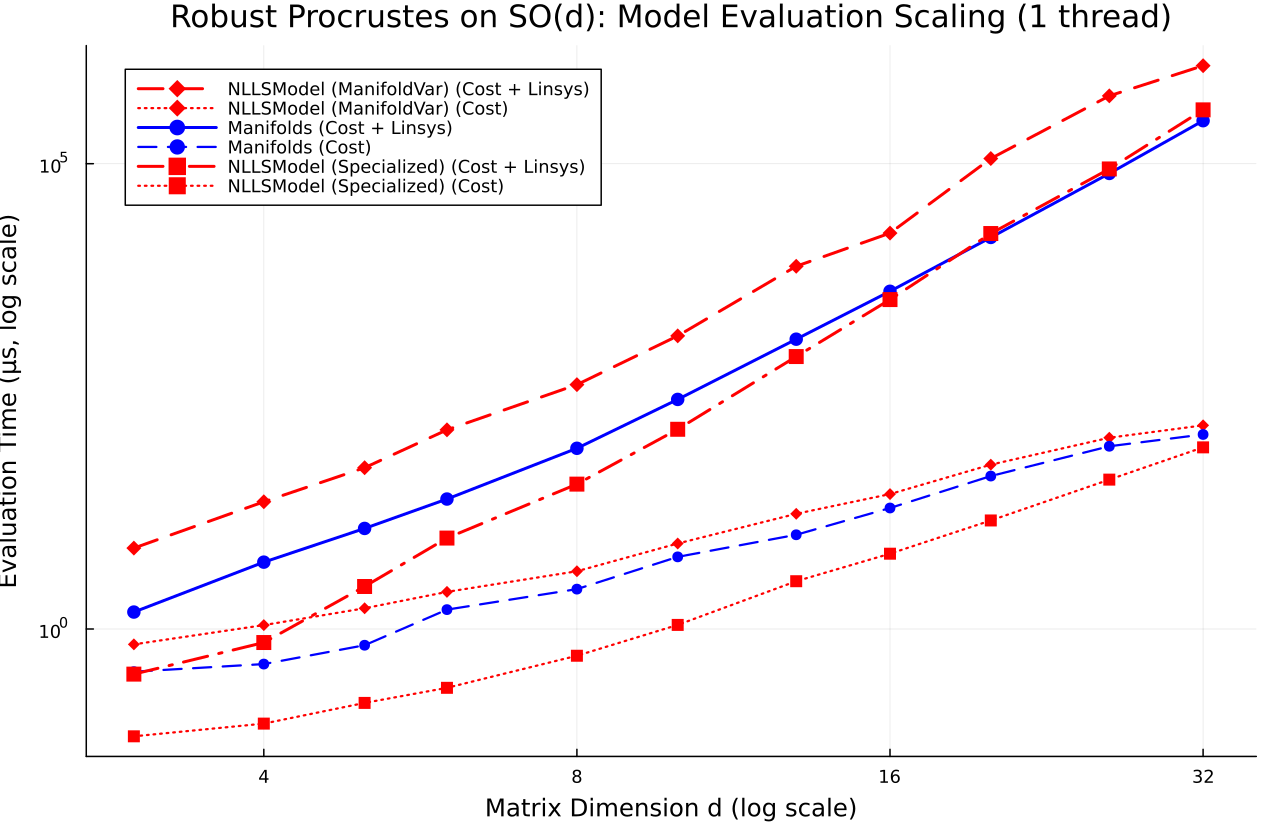 Robust Procrustes on SO(d): Model Evaluation Scaling (1 thread)
NLLSModel (ManifoldVar) (Cost + Linsys)
NLLSModel (ManifoldVar) (Cost)
Manifolds (Cost + Linsys)
Manifolds (Cost)
NLLSModel (Specialized) (Cost + Linsys)
NLLSModel (Specialized) (Cost)
Evaluation Time (μs, log scale)
10⁵
10⁰
4 8 16 32
Matrix Dimension d (log scale)